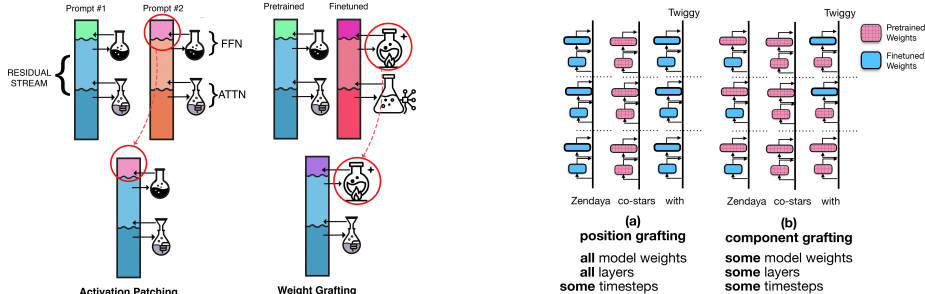 Prompt #1
Prompt #2
FFN
RESIDUAL
STREAM
ATTN
Activation Patching
Pretrained
Finetuned
+
+
Weight Grafting
Twiggy
Zendaya
co-stars
with
(a)
position grafting
all model weights
all layers
some timesteps
Twiggy
Zendaya
co-stars
with
(b)
component grafting
some model weights
some layers
some timesteps
Pretrained
Weights
Finetuned
Weights